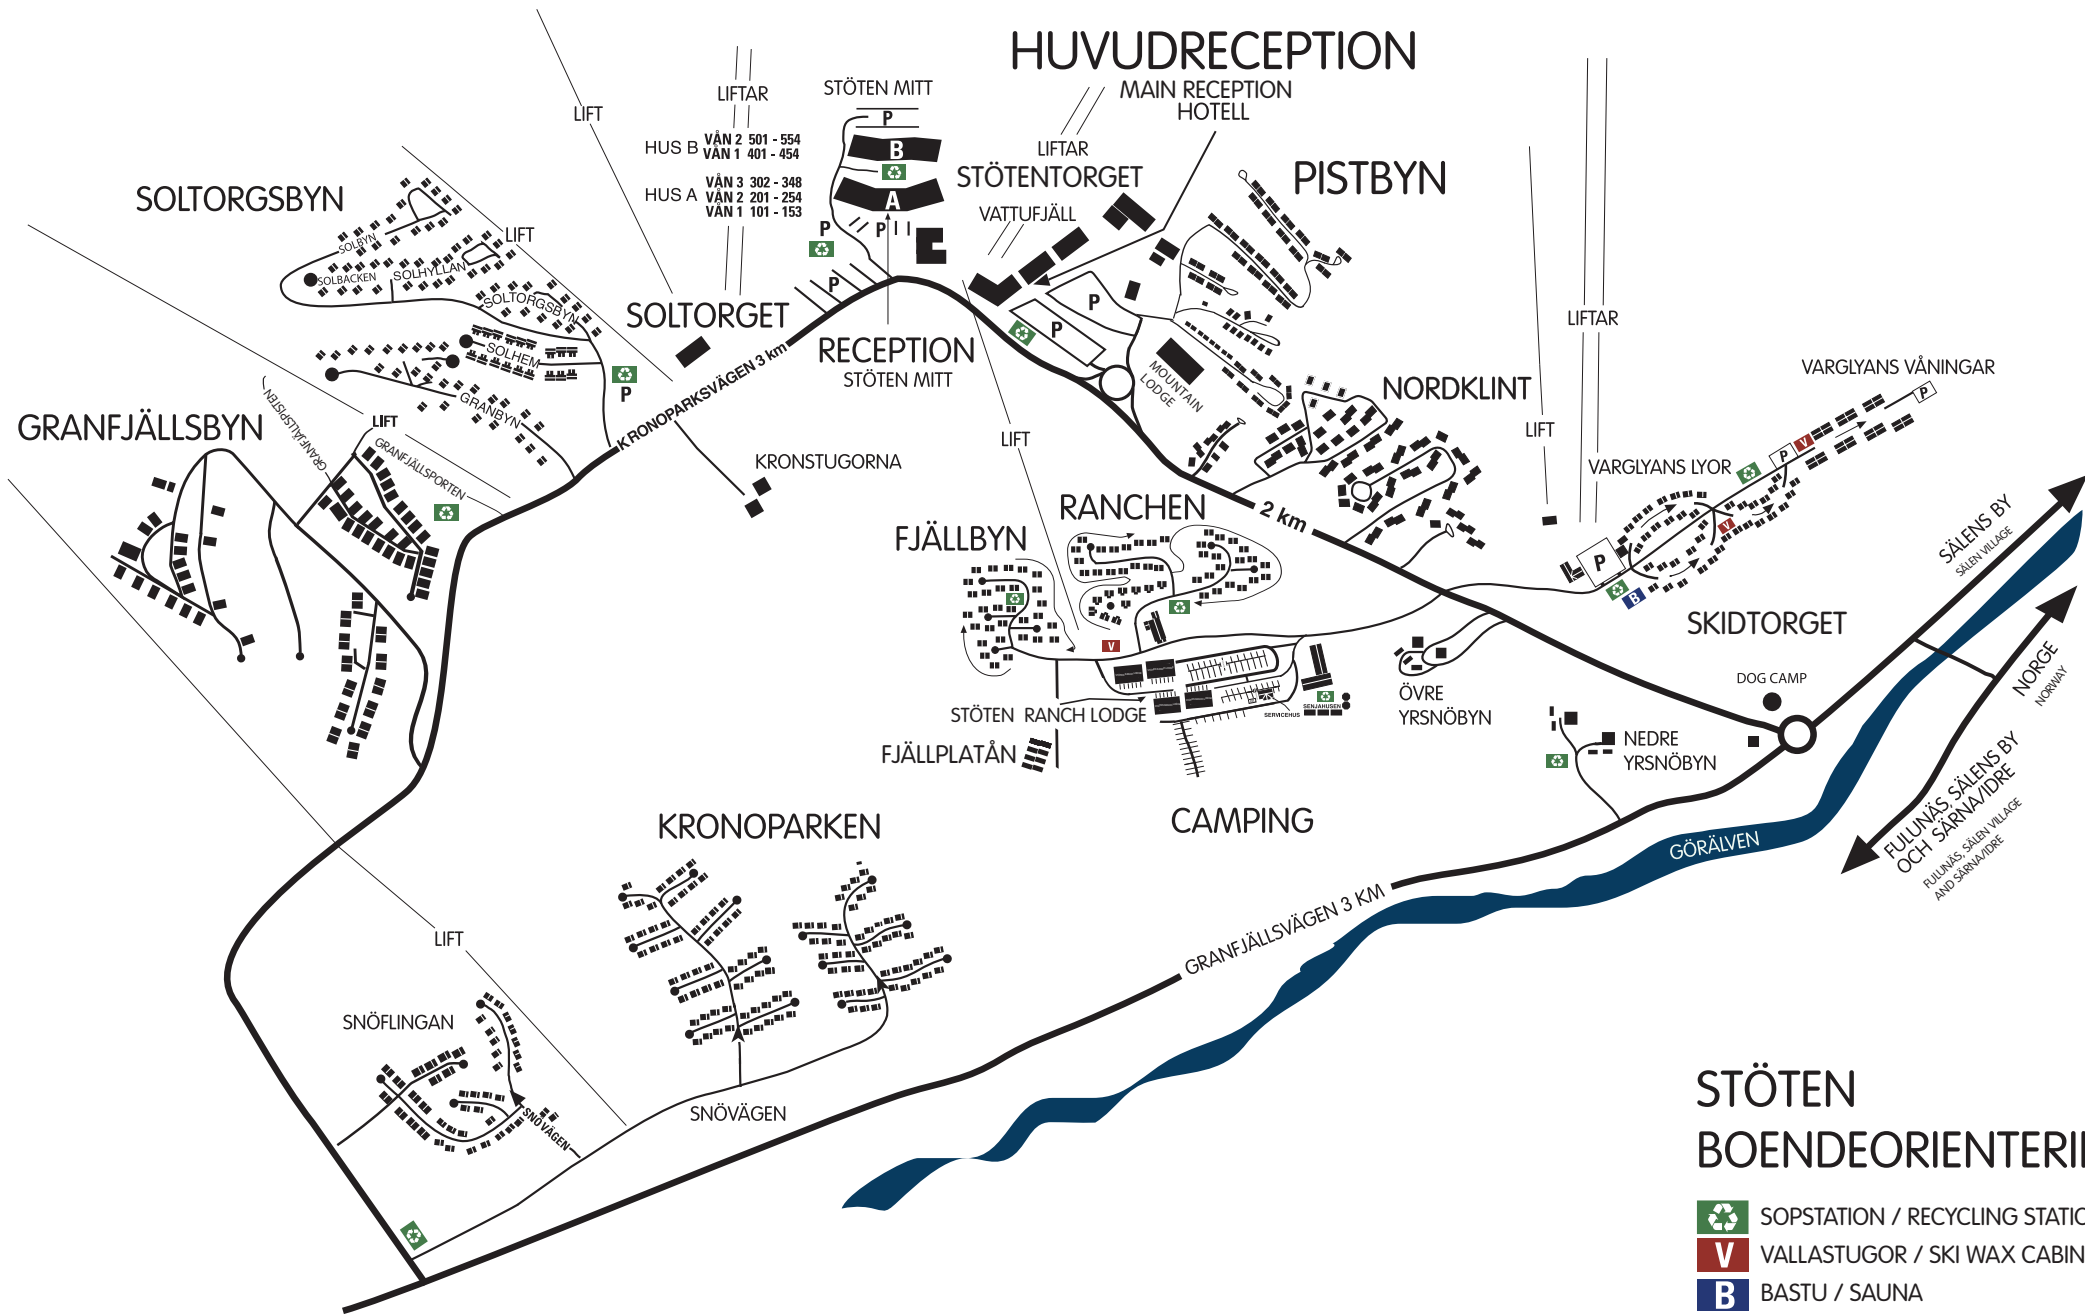 HUVUDRECEPTION
MAIN RECEPTION
HOTELL
LIFTAR
STÖTEN MITT
LIFT
P
HUS B VÅN 2 501 - 554
VÅN 1 401 - 454
B
HUS A VÅN 3 302 - 348
VÅN 2 201 - 254
VÅN 1 101 - 153
A
P
P
P
LIFTAR
STÖTENTORGET
VATTUFJÄLL
PISTBYN
SOLTORGSBYN
SOLBYN
SOLBACKEN
SOLHYLLAN
SOLTORGSBYN
LIFT
SOLHEM
GRANBYN
P
SOLTORGET
KRONOPARKSVÄGEN 3 km
RECEPTION
STÖTEN MITT
P
P
MOUNTAIN
LODGE
NORDKLINT
LIFTAR
LIFT
VARGLYANS VÅNINGAR
P
V
P
VARGLYANS LYOR
V
P
B
GRANFJÄLLSBYN
GRANFJÄLLSPISTEN
LIFT
GRANFJÄLLSPORTEN
KRONSTUGORNA
LIFT
RANCHEN
2 km
FJÄLLBYN
V
SKIDTORGET
SÄLENS BY
SÄLEN VILLAGE
NORGE
NORWAY
DOG CAMP
ÖVRE
YRSNÖBYN
NEDRE
YRSNÖBYN
STÖTEN RANCH LODGE
SERVICEHUS
SENJAHUSEN
FJÄLLPLATÅN
CAMPING
FULUNÄS, SÄLENS BY
OCH SÄRNA/IDRE
FULUNÄS, SÄLEN VILLAGE
AND SÄRNA/IDRE
GÖRÄLVEN
GRANFJÄLLSVÄGEN 3 KM
KRONOPARKEN
LIFT
SNÖFLINGAN
SNÖVÄGEN
SNÖVÄGEN
STÖTEN
BOENDEORIENTERI
SOPSTATION / RECYCLING STATIO
V VALLASTUGOR / SKI WAX CABIN
B BASTU / SAUNA